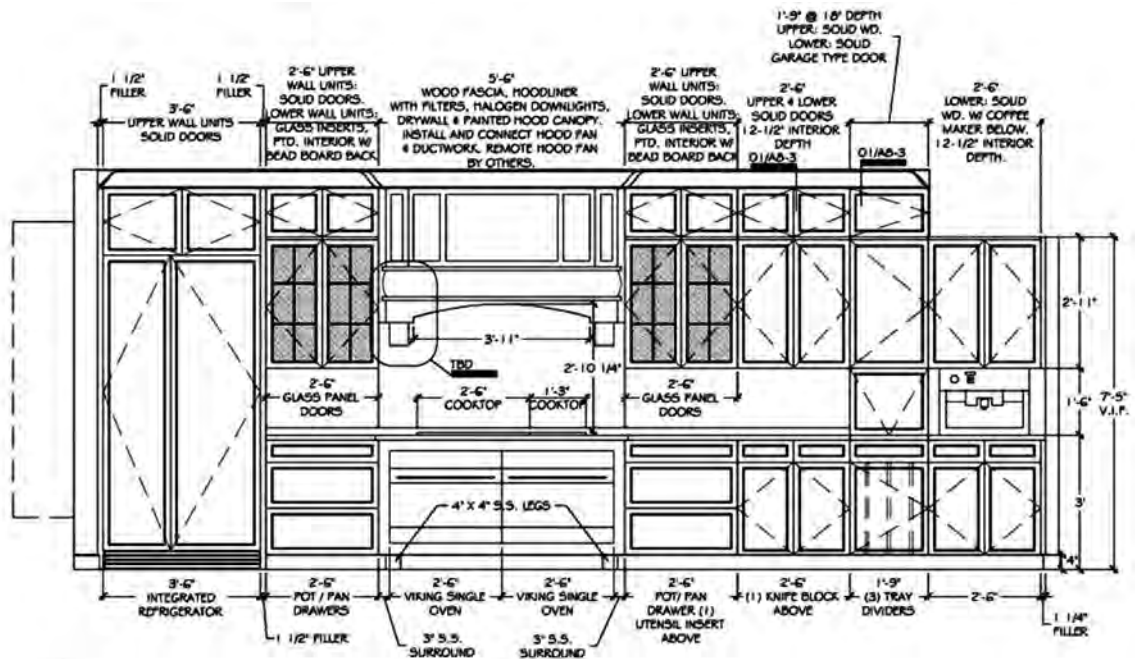 1'-9" @ 18" DEPTH
UPPER: SOLID WD.
LOWER: SOLID
GARAGE TYPE DOOR
1 1/2"
FILLER
3'-6"
UPPER WALL UNITS
SOLID DOORS
1 1/2"
FILLER
2'-6" UPPER
WALL UNITS:
SOLID DOORS.
LOWER WALL UNITS:
GLASS INSERTS,
PTD. INTERIOR W/
BEAD BOARD BACK
5'-6"
WOOD FASCIA, HOODLINER
WITH FILTERS, HALOGEN DOWNLIGHTS,
DRYWALL & PAINTED HOOD CANOPY.
INSTALL AND CONNECT HOOD FAN
& DUCTWORK. REMOTE HOOD FAN
BY OTHERS.
2'-6" UPPER
WALL UNITS:
SOLID DOORS.
LOWER WALL UNITS:
GLASS INSERTS,
PTD. INTERIOR W/
BEAD BOARD BACK
2'-6"
UPPER & LOWER
SOLID DOORS
12-1/2" INTERIOR
DEPTH
01/A8-3
01/A8-3
2'-6"
LOWER: SOLID
WD. W/ COFFEE
MAKER BELOW.
12-1/2" INTERIOR
DEPTH.
2'-11"
3'-11"
2'-10 1/4"
TBD
2'-6"
GLASS PANEL
DOORS
2'-6"
COOKTOP
1'-3"
COOKTOP
2'-6"
GLASS PANEL
DOORS
1'-6"
7'-5"
V.I.F.
3'
4" X 4" S.S. LEGS
4"
3'-6"
INTEGRATED
REFRIGERATOR
2'-6"
POT / PAN
DRAWERS
2'-6"
VIKING SINGLE
OVEN
2'-6"
VIKING SINGLE
OVEN
2'-6"
POT/ PAN
DRAWER (1)
UTENSIL INSERT
ABOVE
2'-6"
(1) KNIFE BLOCK
ABOVE
1'-9"
(3) TRAY
DIVIDERS
2'-6"
1 1/2" FILLER
3" S.S.
SURROUND
3" S.S.
SURROUND
1 1/4"
FILLER